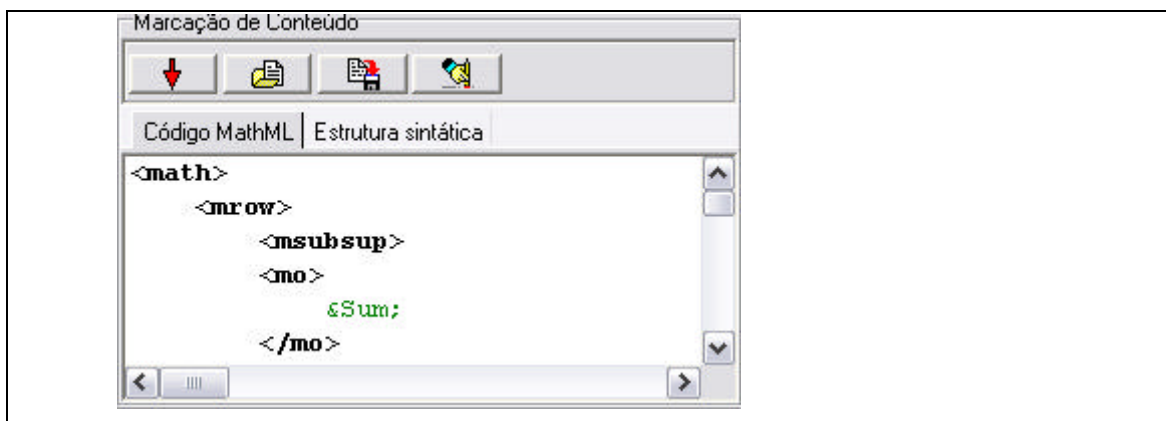 Marcação de Conteúdo
Código MathML Estrutura sintática
<math>
<mrow>
<msubsup>
<mo>
&Sum;
</mo>